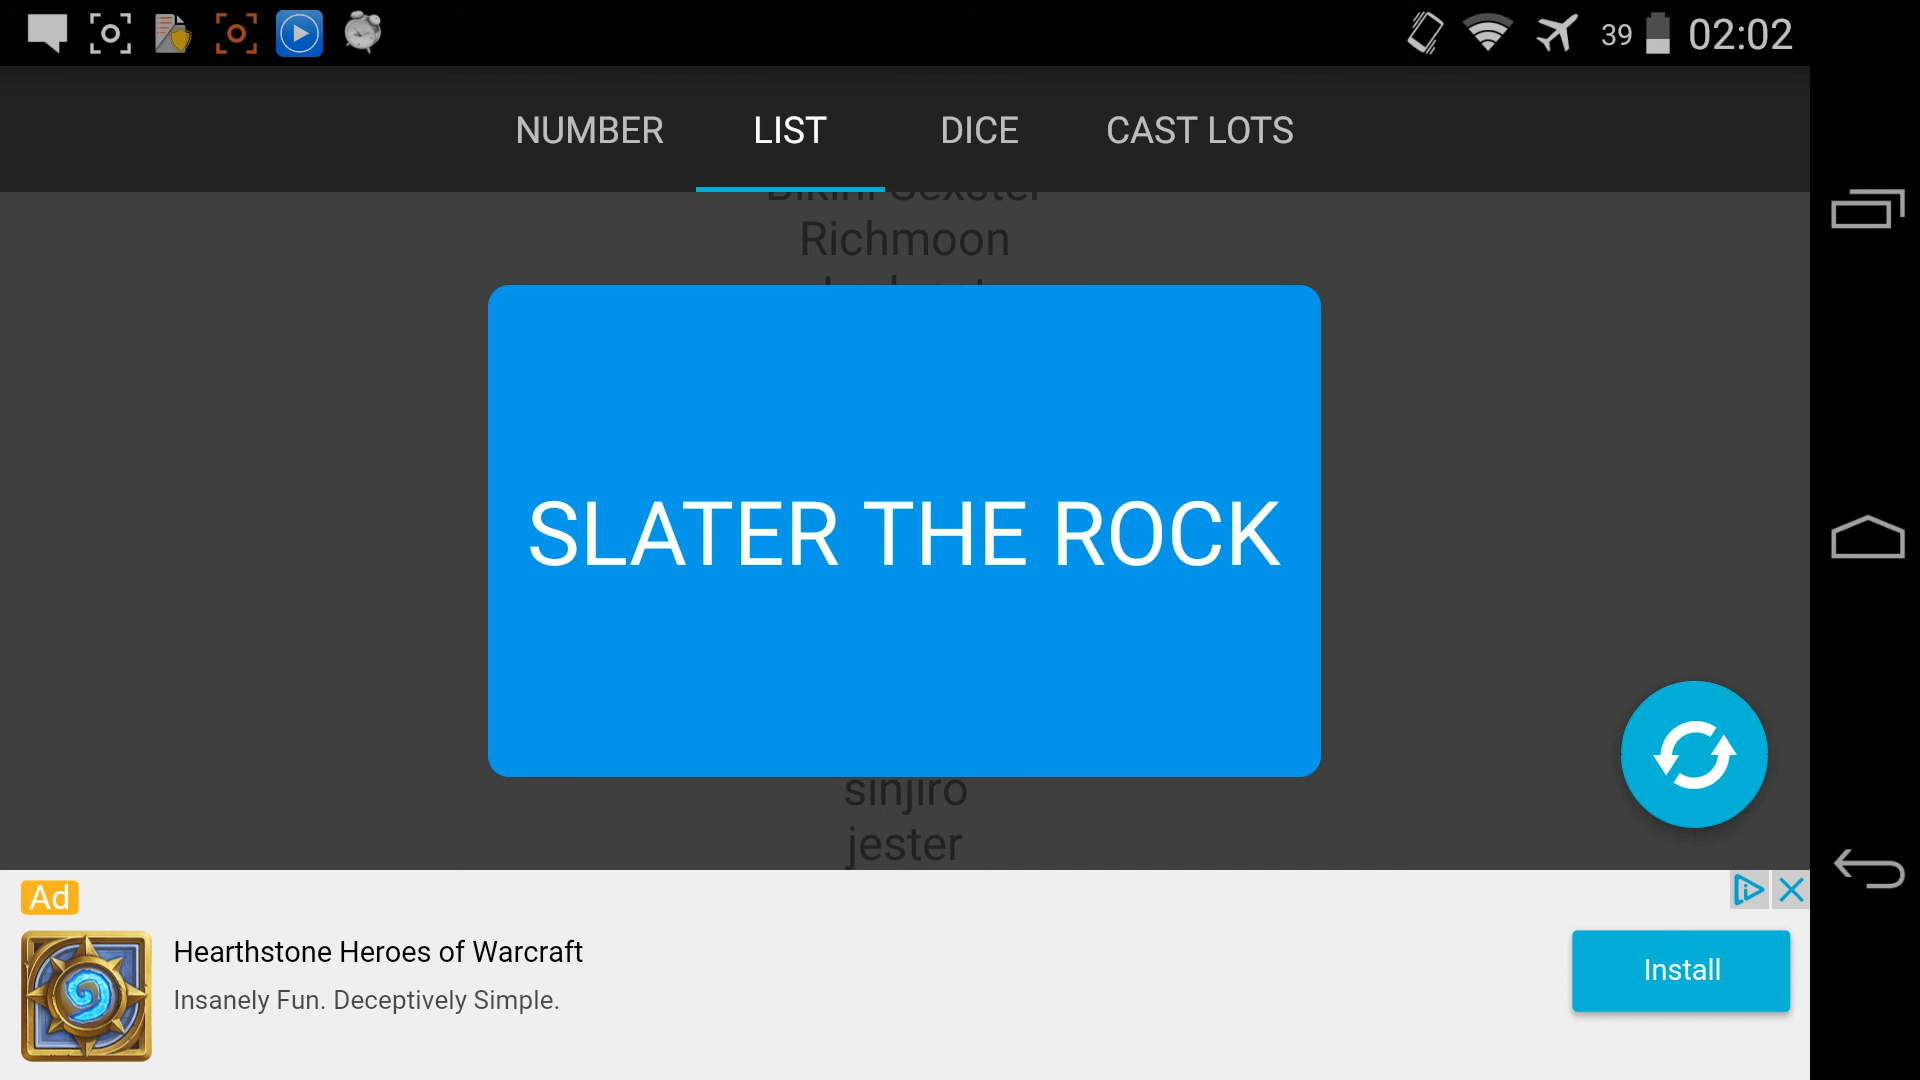 39 02:02
NUMBER LIST DICE CAST LOTS
Richmoon
SLATER THE ROCK
sinjiro
jester
Ad
Hearthstone Heroes of Warcraft
Insanely Fun. Deceptively Simple.
Install